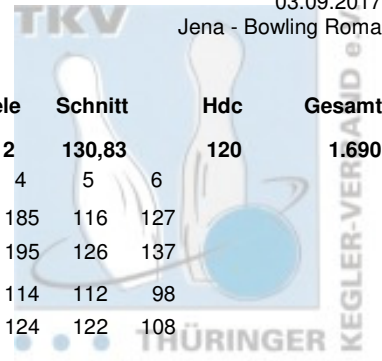 03.09.2017
TKV
Jena - Bowling Roma
ele Schnitt Hdc Gesamt
2 130,83 120 1.690
4 5 6
185 116 127
195 126 137
114 112 98
124 122 108
THÜRINGER
KEGLER-VERBAND e.V.